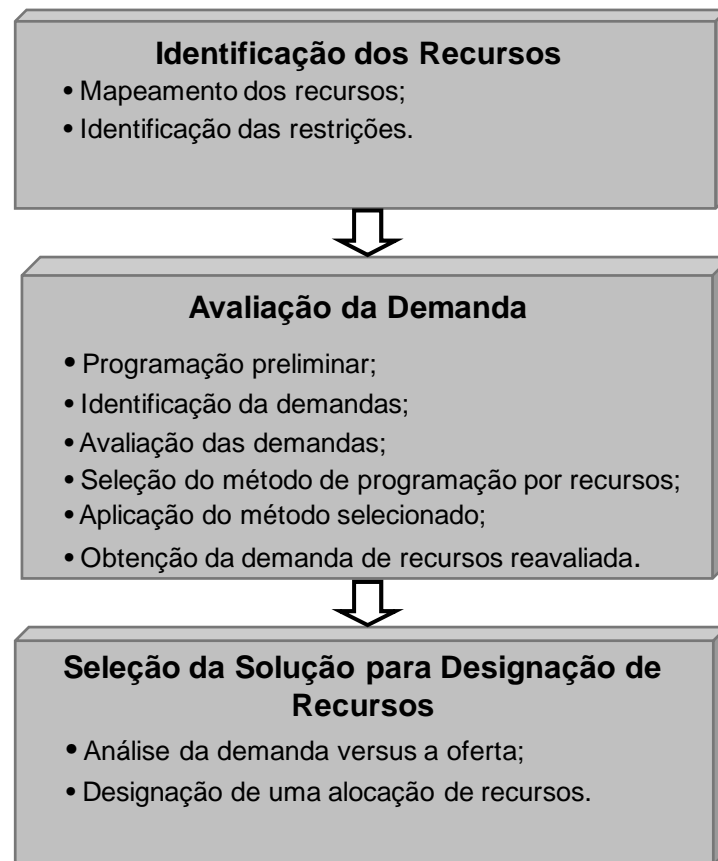 Identificação dos Recursos
• Mapeamento dos recursos;
• Identificação das restrições.
Avaliação da Demanda
• Programação preliminar;
• Identificação da demandas;
• Avaliação das demandas;
• Seleção do método de programação por recursos;
• Aplicação do método selecionado;
• Obtenção da demanda de recursos reavaliada.
Seleção da Solução para Designação de
Recursos
• Análise da demanda versus a oferta;
• Designação de uma alocação de recursos.